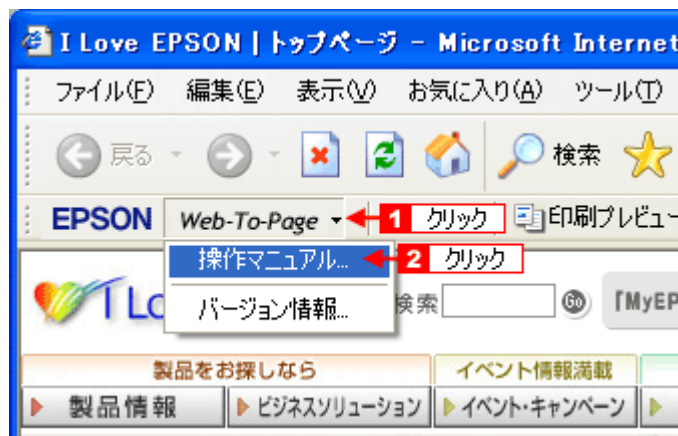 I Love EPSON | トップページ - Microsoft Internet
ファイル(F) 編集(E) 表示(V) お気に入り(A) ツール(T)
戻る 検索
EPSON Web-To-Page 1 クリック 印刷プレビュー
操作マニュアル... 2 クリック
I Lo 検索 Go 「MyEP
バージョン情報...
製品をお探しなら イベント情報満載
製品情報 ビジネスソリューション イベント・キャンペーン